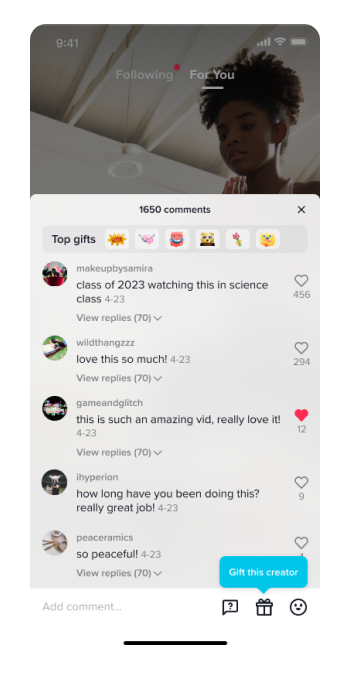 9:41
Following For You
1650 comments
Top gifts
makeupbysamira
class of 2023 watching this in science
class 4-23
456
View replies (70)
wildthangzzz
love this so much! 4-23
294
View replies (70)
gameandglitch
this is such an amazing vid, really love it!
4-23
12
View replies (70)
ihyperion
how long have you been doing this?
really great job! 4-23
9
peaceramics
so peaceful! 4-23
View replies (70)
Gift this creator
Add comment...
?